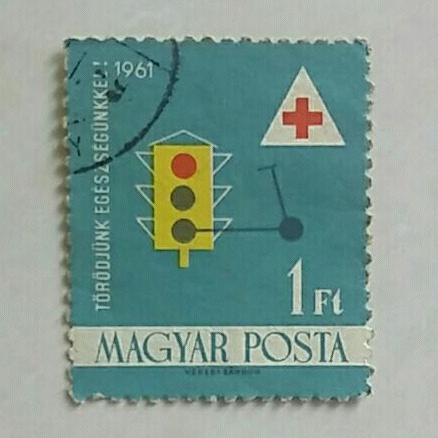 TÖRŐDJÜNK EGÉSZSÉGÜNKKEL! 1961
1 Ft
MAGYAR POSTA